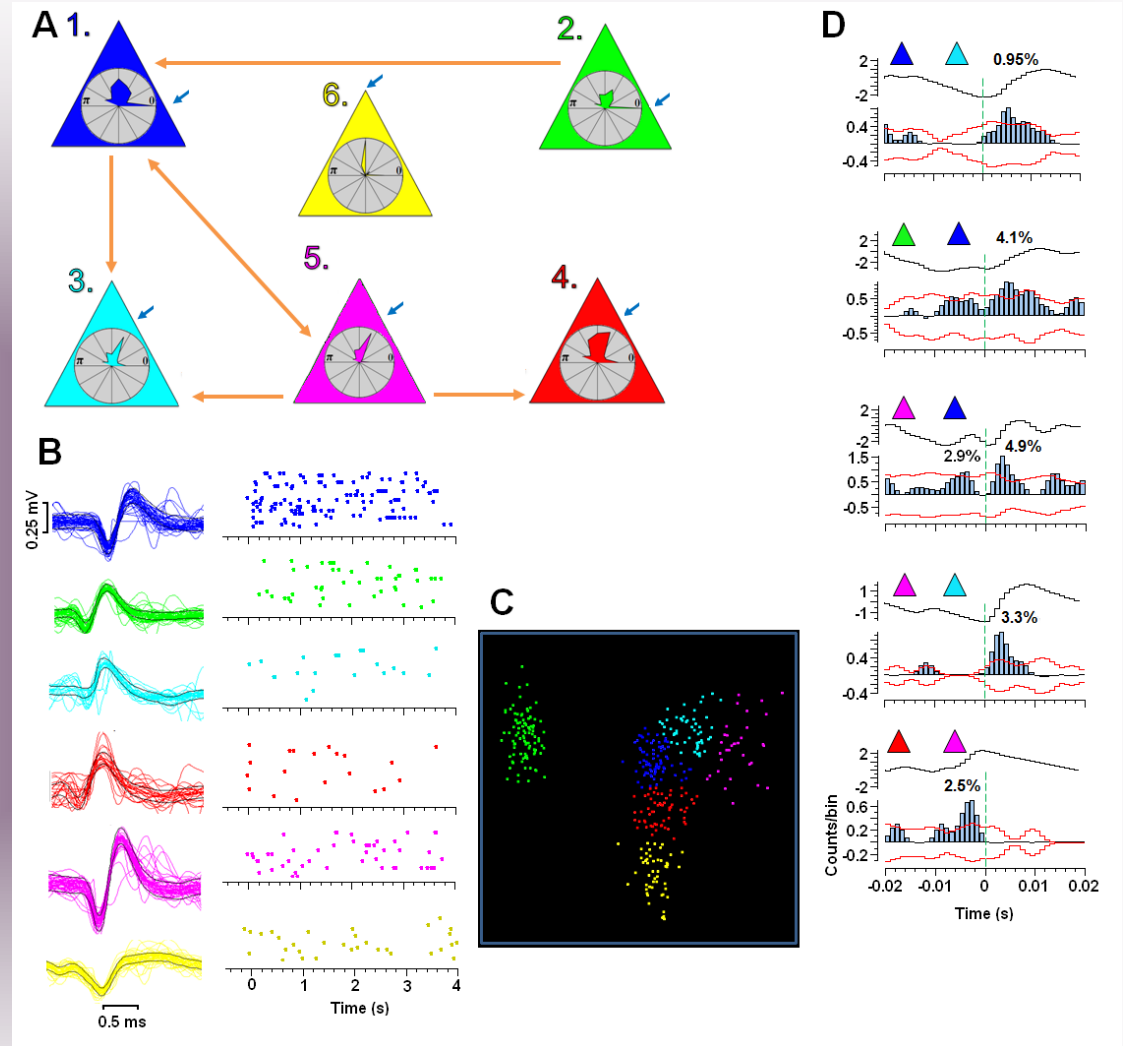 A
1.
π 0
2.
π 0
6.
π 0
3.
π 0
5.
π 0
4.
π 0
B
0.25 mV
0.5 ms
0 1 2 3 4
Time (s)
C
D
2
-2
0.95%
0.4
-0.4
2
-2
4.1%
0.5
-0.5
2
-2
2.9%
4.9%
1.5
0.5
-0.5
1
-1
3.3%
0.4
-0.4
2
-2
2.5%
0.6
0.2
-0.2
Counts/bin
-0.02 -0.01 0 0.01 0.02
Time (s)